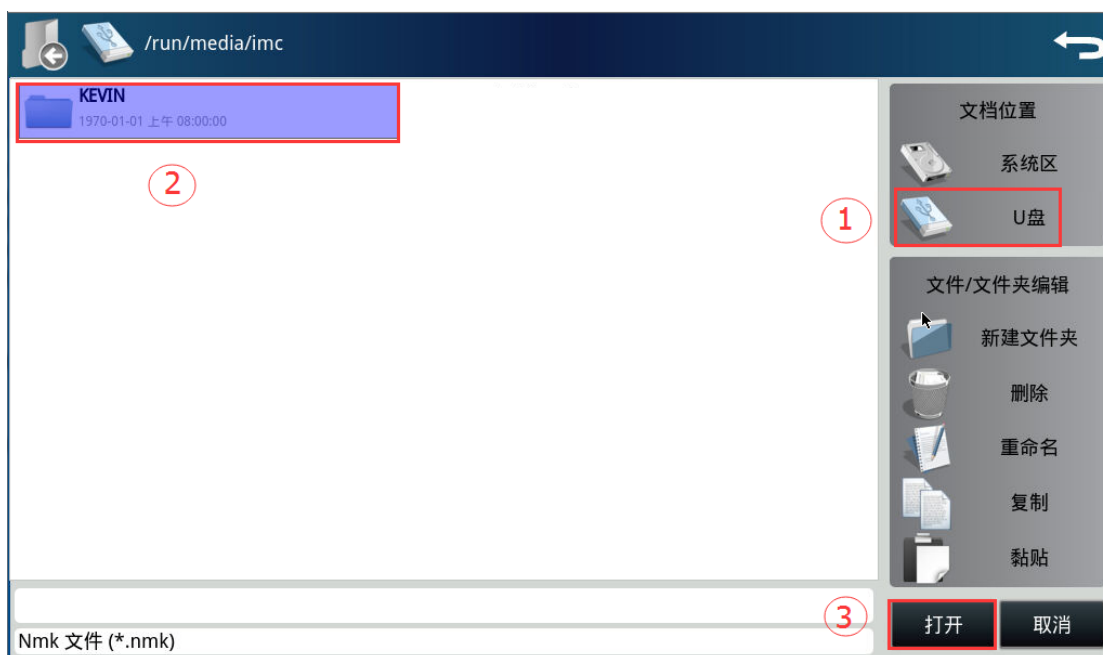 /run/media/imc
KEVIN
1970-01-01 上午 08:00:00
②
文档位置
系统区
①
U盘
文件/文件夹编辑
新建文件夹
删除
重命名
复制
黏贴
③
打开
取消
Nmk 文件 (*.nmk)